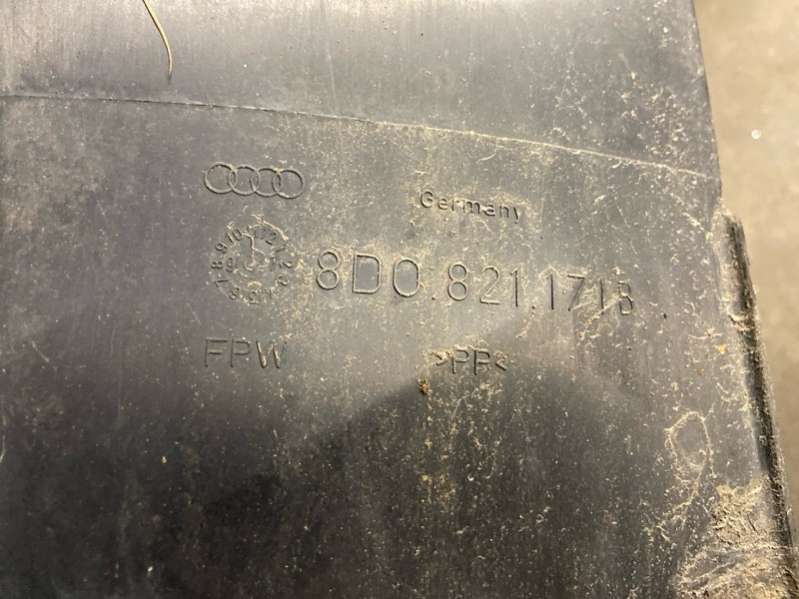 Germany
8D0.821.171B
FPW
>PP<